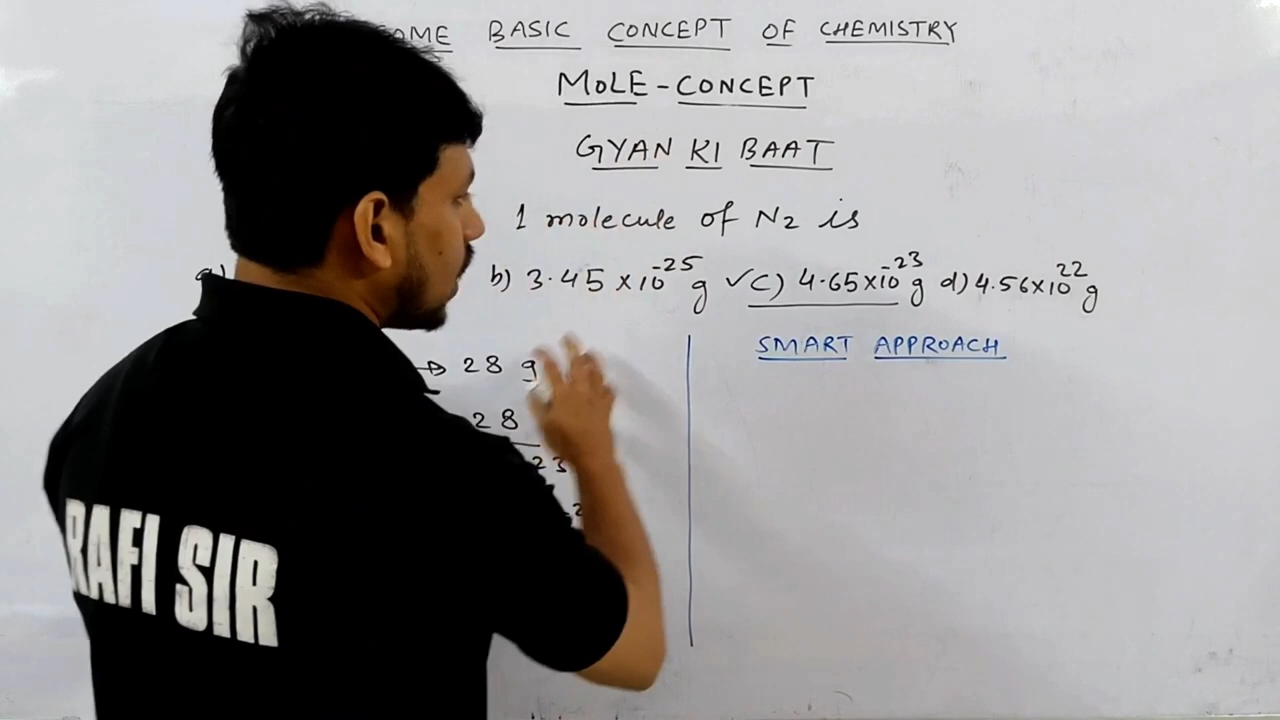 BASIC CONCEPT OF CHEMISTRY
MOLE-CONCEPT
GYAN KI BAAT
1 molecule of N2 is
a) b) 3.45 x 10^-25 g ✓c) 4.65x10^-23 g d) 4.56x10^22 g
→ 28 g
28
23
SMART APPROACH
RAFI SIR